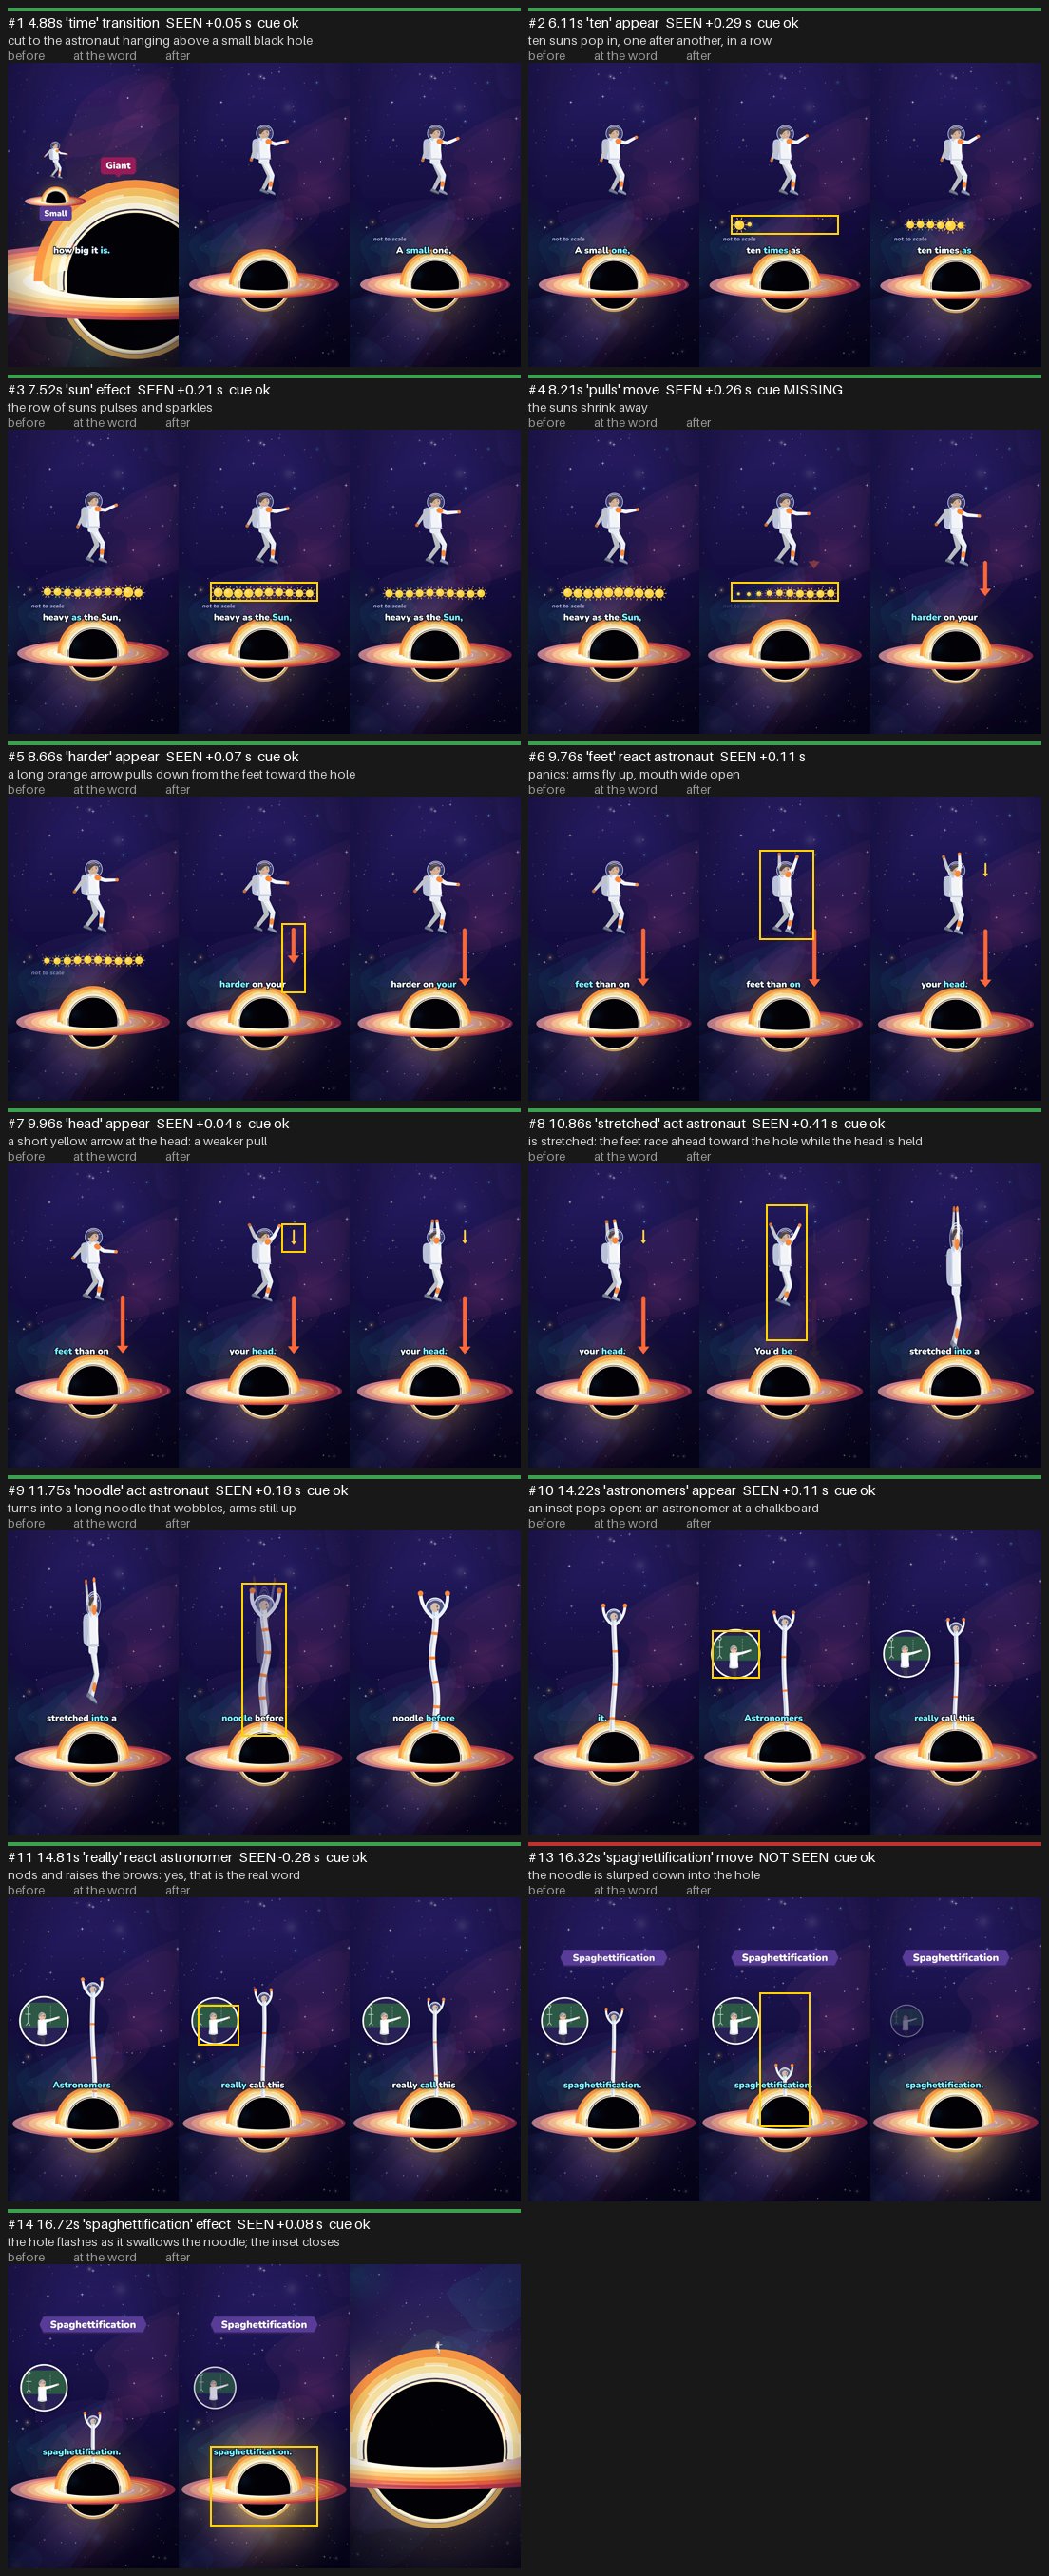 #1 4.88s 'time' transition  SEEN +0.05 s  cue ok
cut to the astronaut hanging above a small black hole
before at the word after
Giant
Small
how big it is.
not to scale
A small one.
#2 6.11s 'ten' appear  SEEN +0.29 s  cue ok
ten suns pop in, one after another, in a row
before at the word after
not to scale
A small one.
not to scale
ten times as
not to scale
ten times as
#3 7.52s 'sun' effect  SEEN +0.21 s  cue ok
the row of suns pulses and sparkles
before at the word after
not to scale
heavy as the Sun,
not to scale
heavy as the Sun,
not to scale
heavy as the Sun,
#4 8.21s 'pulls' move  SEEN +0.26 s  cue MISSING
the suns shrink away
before at the word after
not to scale
heavy as the Sun,
harder on your
#5 8.66s 'harder' appear  SEEN +0.07 s  cue ok
a long orange arrow pulls down from the feet toward the hole
before at the word after
not to scale
harder on your
harder on your
#6 9.76s 'feet' react astronaut  SEEN +0.11 s
panics: arms fly up, mouth wide open
before at the word after
feet than on
feet than on
your head.
#7 9.96s 'head' appear  SEEN +0.04 s  cue ok
a short yellow arrow at the head: a weaker pull
before at the word after
feet than on
your head.
your head.
#8 10.86s 'stretched' act astronaut  SEEN +0.41 s  cue ok
is stretched: the feet race ahead toward the hole while the head is held
before at the word after
your head.
You'd be
stretched into a
#9 11.75s 'noodle' act astronaut  SEEN +0.18 s  cue ok
turns into a long noodle that wobbles, arms still up
before at the word after
stretched into a
noodle before
noodle before
#10 14.22s 'astronomers' appear  SEEN +0.11 s  cue ok
an inset pops open: an astronomer at a chalkboard
before at the word after
it.
Astronomers
really call this
#11 14.81s 'really' react astronomer  SEEN -0.28 s  cue ok
nods and raises the brows: yes, that is the real word
before at the word after
Astronomers
really call this
really call this
#13 16.32s 'spaghettification' move  NOT SEEN  cue ok
the noodle is slurped down into the hole
before at the word after
Spaghettification
spaghettification.
Spaghettification
spaghettification.
Spaghettification
spaghettification.
#14 16.72s 'spaghettification' effect  SEEN +0.08 s  cue ok
the hole flashes as it swallows the noodle; the inset closes
before at the word after
Spaghettification
spaghettification.
Spaghettification
spaghettification.